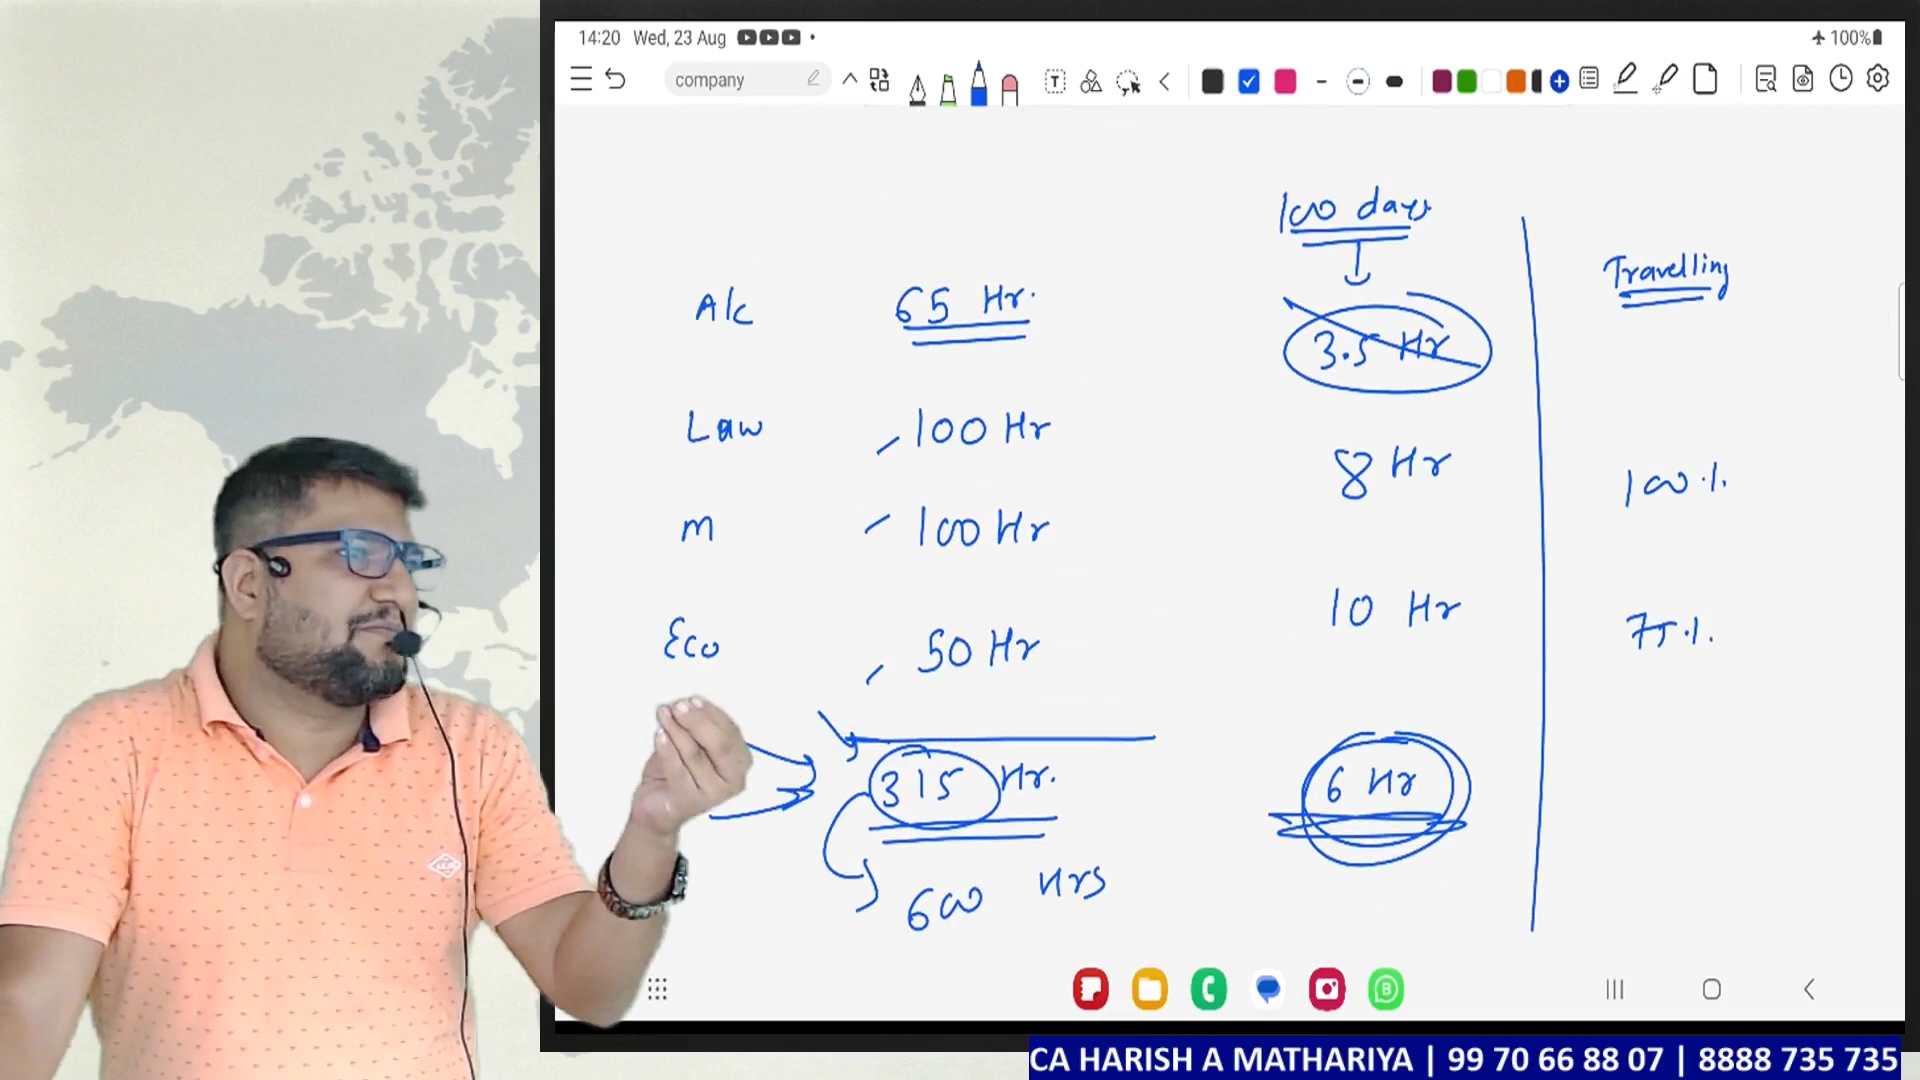 14:20 Wed, 23 Aug
100%
company
T
100 days
Travelling
A/c 65 Hr.
3.5 Hr
Law 100 Hr
8 Hr
100%
M 100 Hr
10 Hr
75%
Eco 50 Hr
315 Hr.
6 Hr
600 Hrs
CA HARISH A MATHARIYA | 99 70 66 88 07 | 8888 735 735